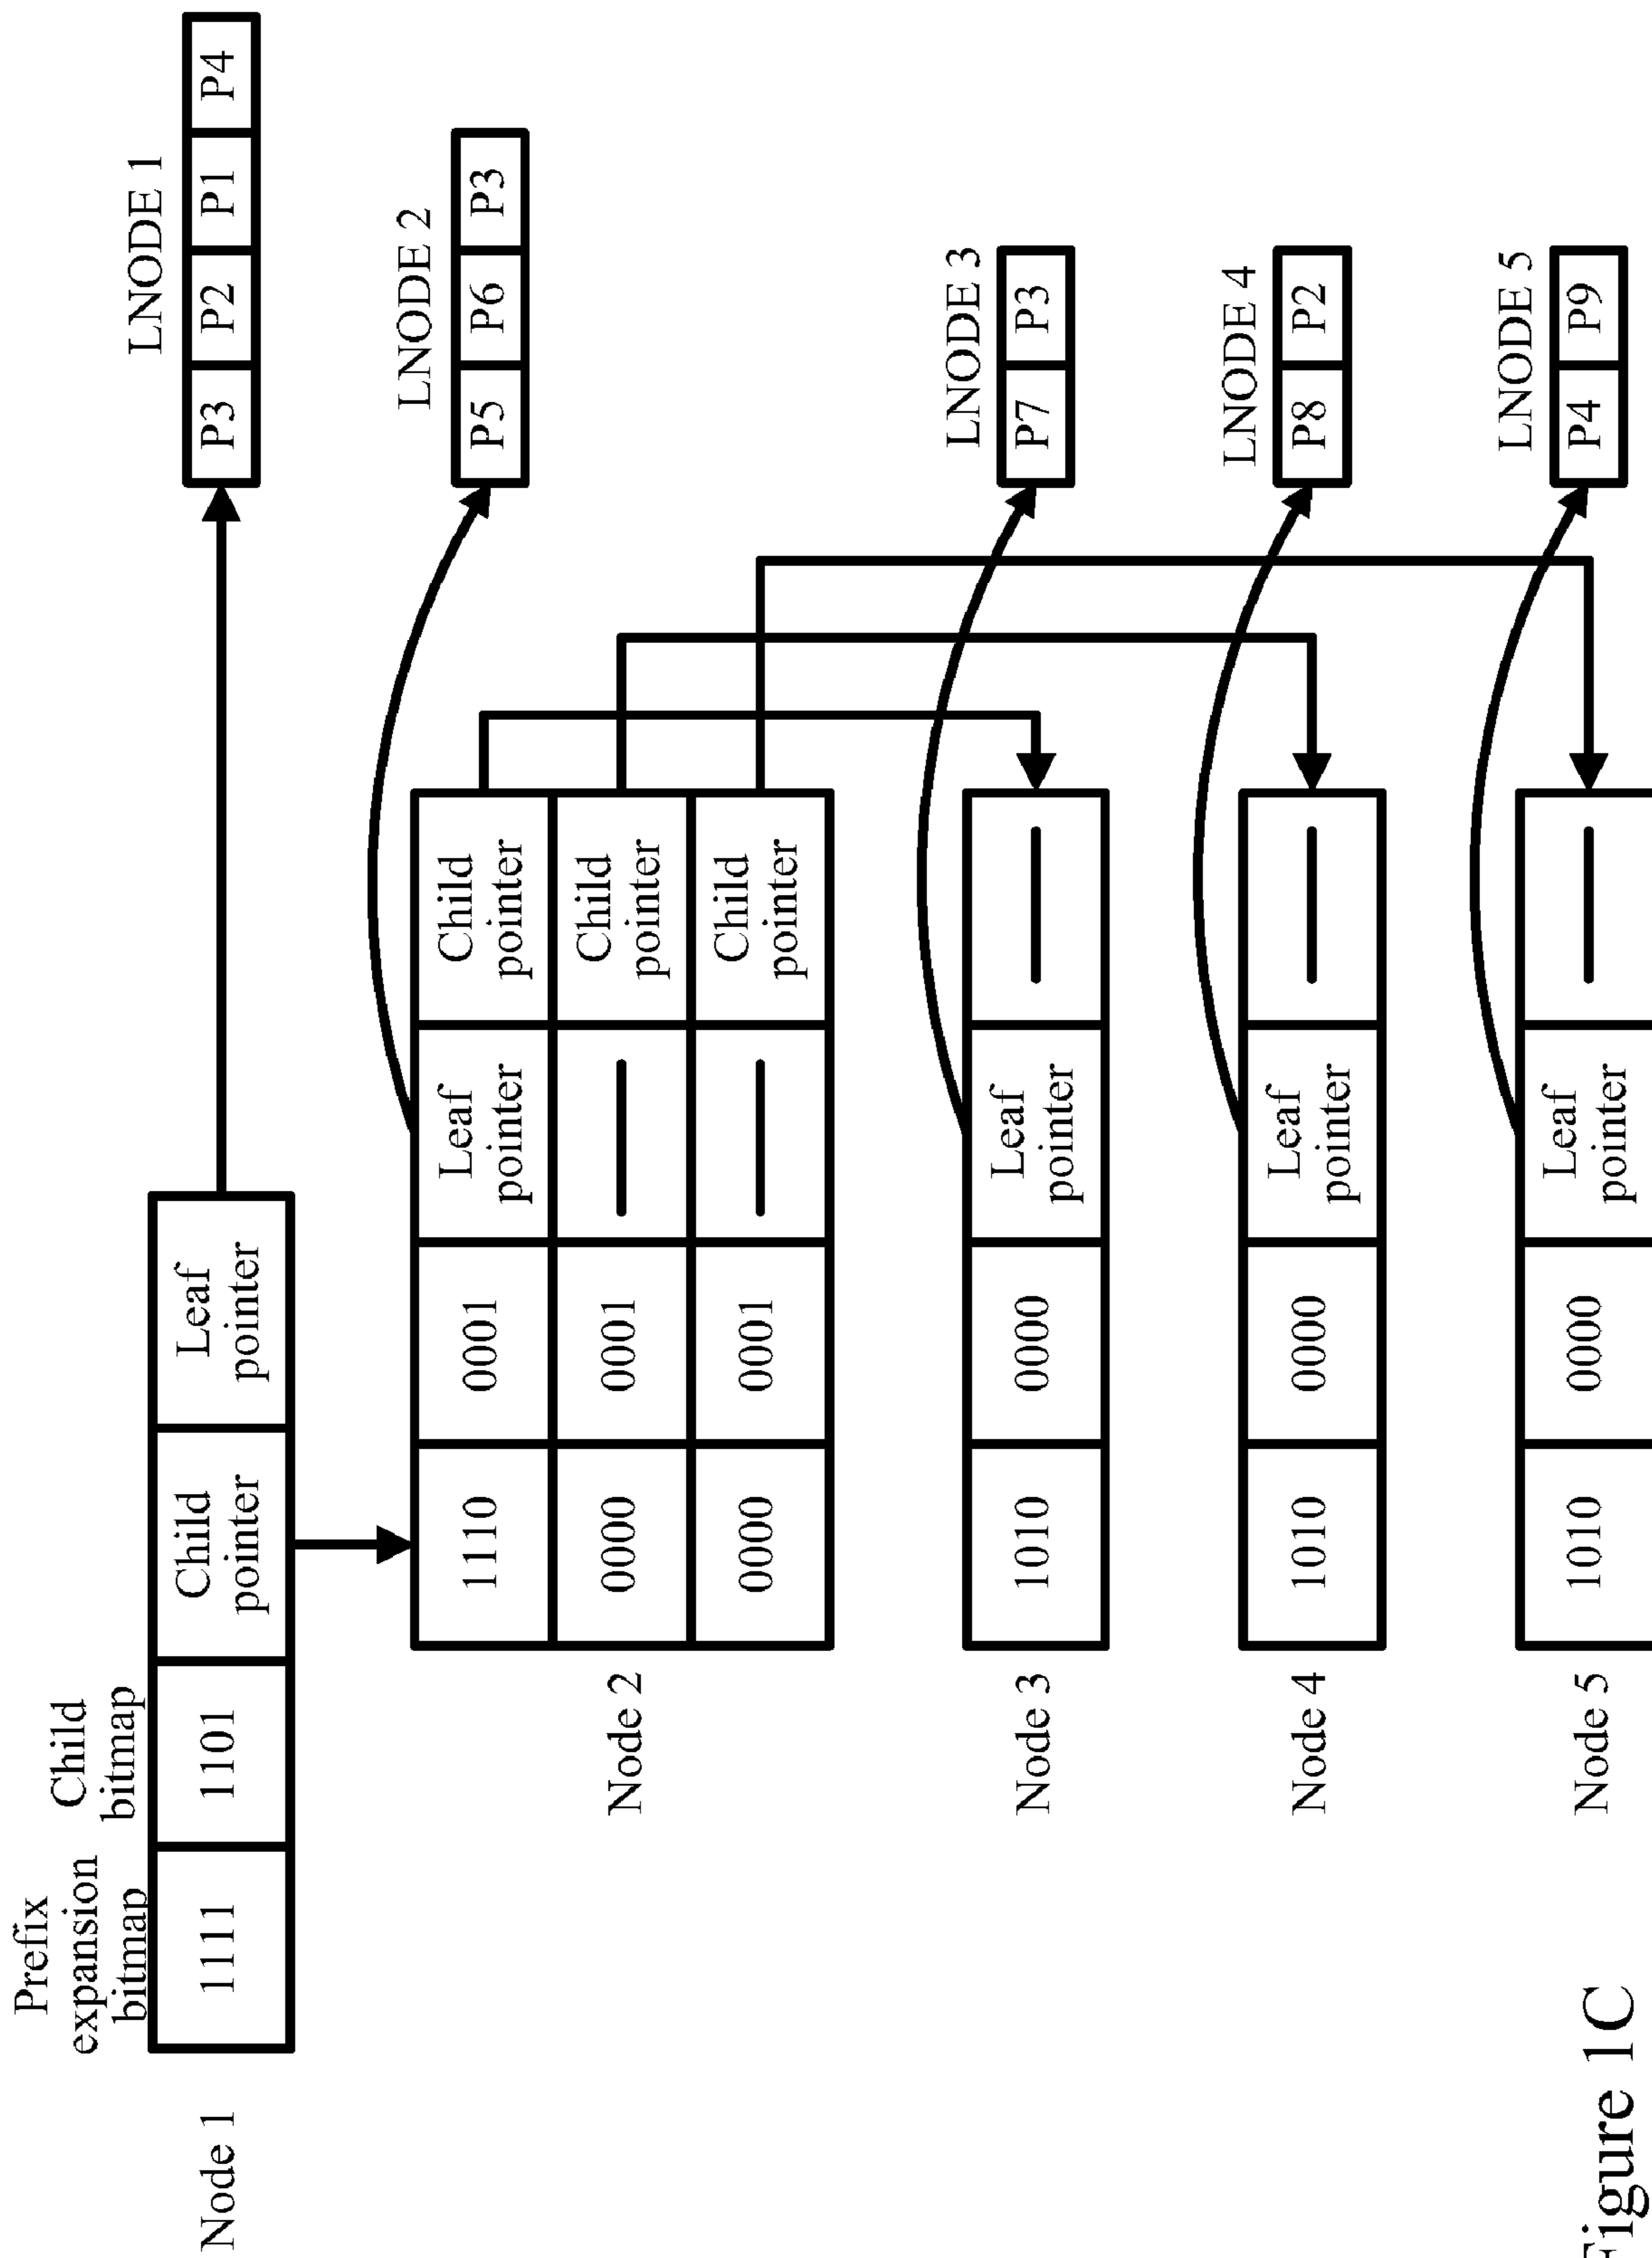 Prefix
expansion
bitmap
Child
bitmap
Node 1
1111
1101
Child
pointer
Leaf
pointer
LNODE 1
P3
P2
P1
P4
Node 2
1110
0001
Leaf
pointer
Child
pointer
0000
0001
Child
pointer
0000
0001
Child
pointer
LNODE 2
P5
P6
P3
Node 3
1010
0000
Leaf
pointer
LNODE 3
P7
P3
Node 4
1010
0000
Leaf
pointer
LNODE 4
P8
P2
Node 5
1010
0000
Leaf
pointer
LNODE 5
P4
P9
Figure 1C